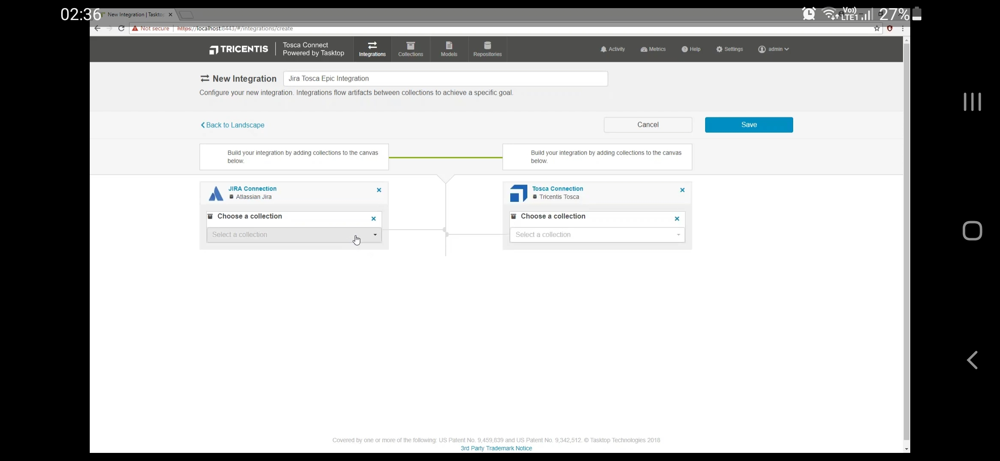 02:36
New Integration | Taskto
Vo))
LTE1
27%
Not secure
https://localhost:8443/#/integrations/create
TRICENTIS
Tosca Connect
Powered by Tasktop
Integrations
Collections
Models
Repositories
Activity
Metrics
Help
Settings
admin
New Integration
Jira Tosca Epic Integration
Configure your new integration. Integrations flow artifacts between collections to achieve a specific goal.
Back to Landscape
Cancel
Save
Build your integration by adding collections to the canvas
below.
Build your integration by adding collections to the canvas
below.
JIRA Connection
Atlassian Jira
Choose a collection
Select a collection
Tosca Connection
Tricentis Tosca
Choose a collection
Select a collection
Covered by one or more of the following: US Patent No. 9,459,839 and US Patent No. 9,342,512. © Tasktop Technologies 2018
3rd Party Trademark Notice